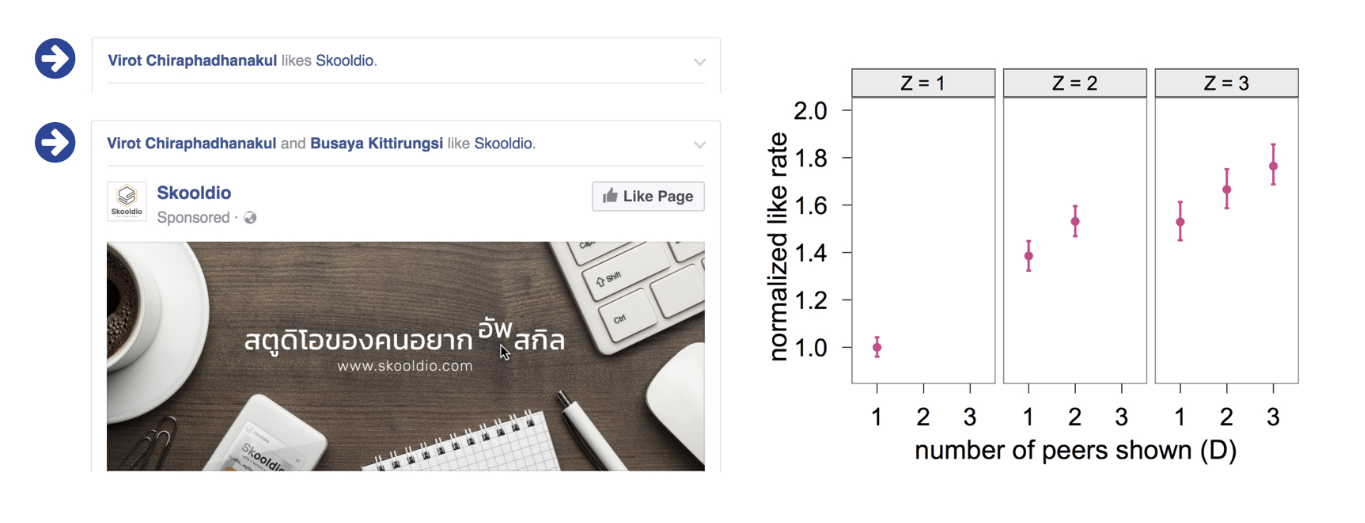 Virot Chiraphadhanakul likes Skooldio.
Virot Chiraphadhanakul and Busaya Kittirungsi like Skooldio.
Skooldio
Skooldio
Sponsored ·
Like Page
Shift
Ctrl
สตูดิโอของคนอยากอัพสกิล
www.skooldio.com
Skooldio
Z = 1
Z = 2
Z = 3
normalized like rate
2.0
1.8
1.6
1.4
1.2
1.0
1 2 3
1 2 3
1 2 3
number of peers shown (D)